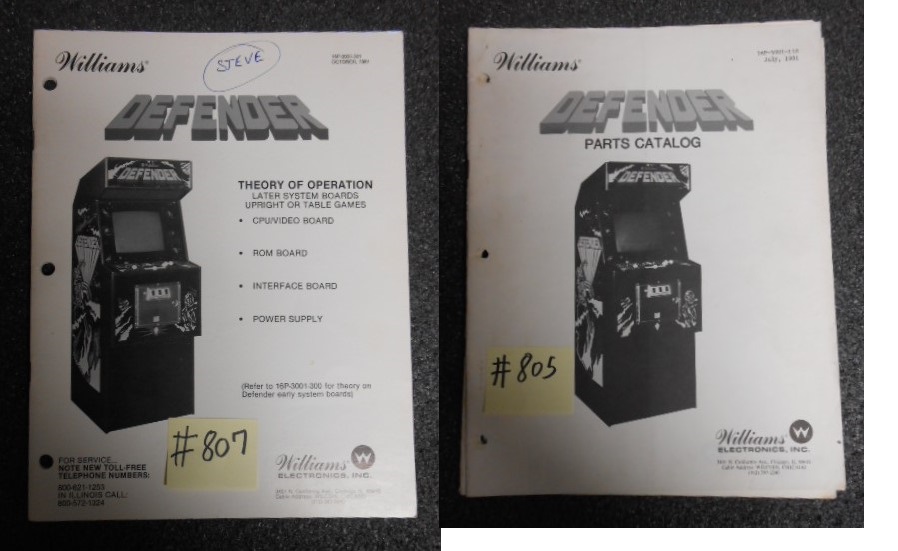 Williams
STEVE
OCTOBER, 1981
DEFENDER
DEFENDER
THEORY OF OPERATION
LATER SYSTEM BOARDS
UPRIGHT OR TABLE GAMES
• CPU/VIDEO BOARD
• ROM BOARD
• INTERFACE BOARD
• POWER SUPPLY
(Refer to 16P-3001-300 for theory on
Defender early system boards)
#807
FOR SERVICE...
NOTE NEW TOLL-FREE
TELEPHONE NUMBERS:
800-621-1253
IN ILLINOIS CALL:
800-572-1324
Williams
ELECTRONICS, INC.
Williams
July, 1981
DEFENDER
PARTS CATALOG
DEFENDER
#805
Williams
ELECTRONICS, INC.